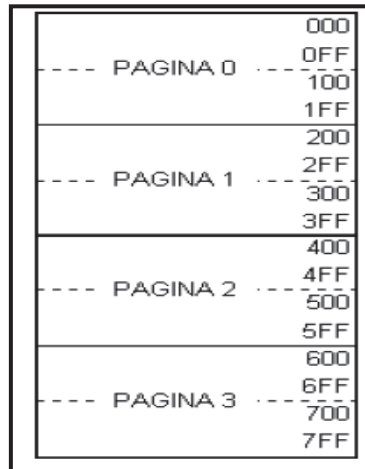 000
0FF
PAGINA 0
100
1FF
200
2FF
PAGINA 1
300
3FF
400
4FF
PAGINA 2
500
5FF
600
6FF
PAGINA 3
700
7FF